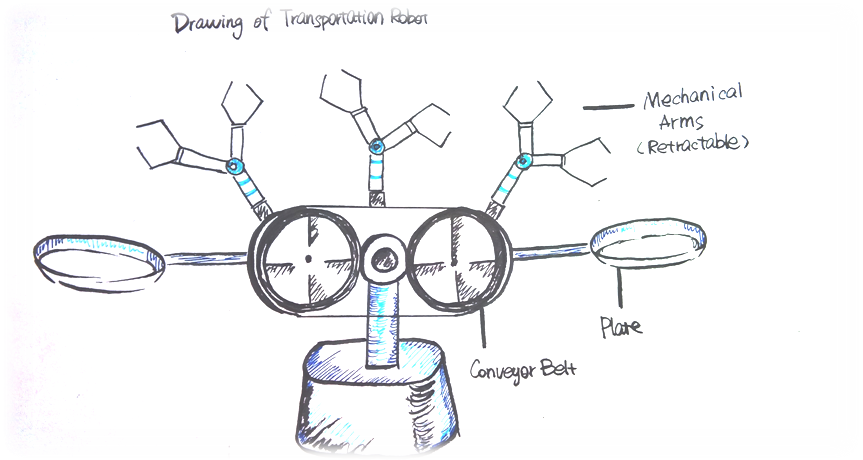 Drawing of Transportation Robot
Mechanical
Arms
(Retractable)
Plate
Conveyor Belt